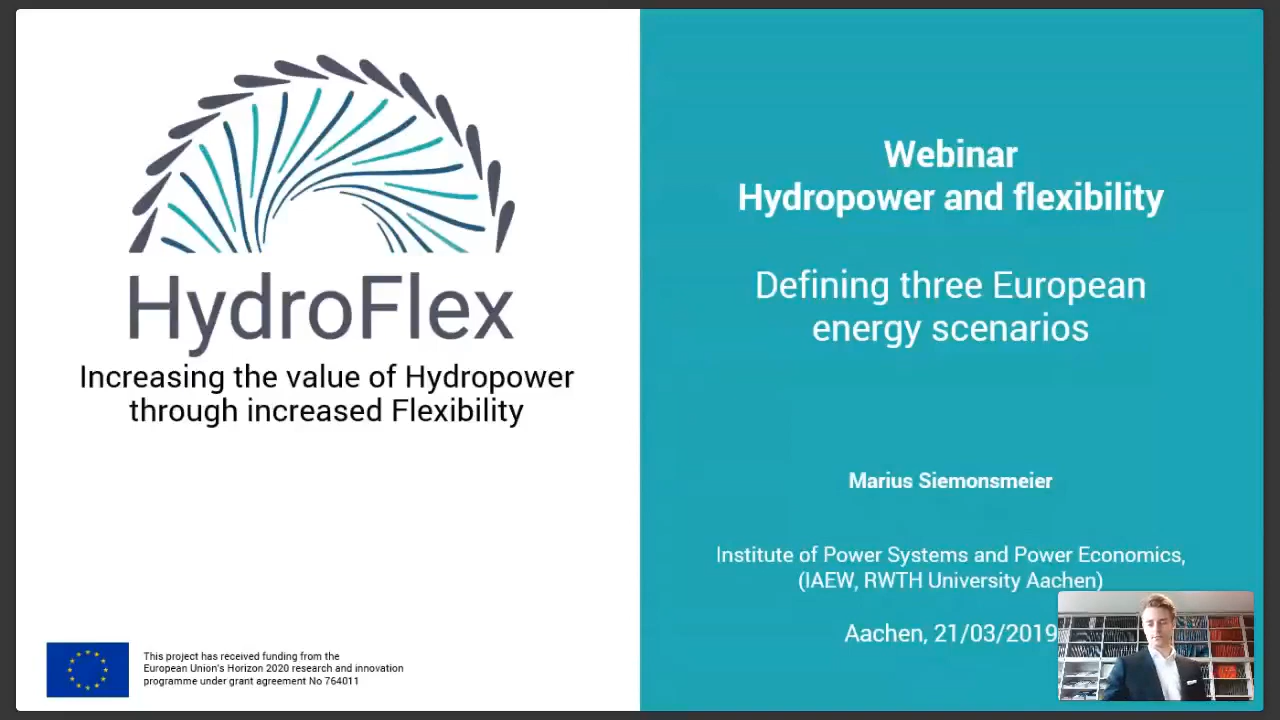 HydroFlex
Increasing the value of Hydropower
through increased Flexibility
This project has received funding from the
European Union's Horizon 2020 research and innovation
programme under grant agreement No 764011
Webinar
Hydropower and flexibility
Defining three European
energy scenarios
Marius Siemonsmeier
Institute of Power Systems and Power Economics,
(IAEW, RWTH University Aachen)
Aachen, 21/03/2019